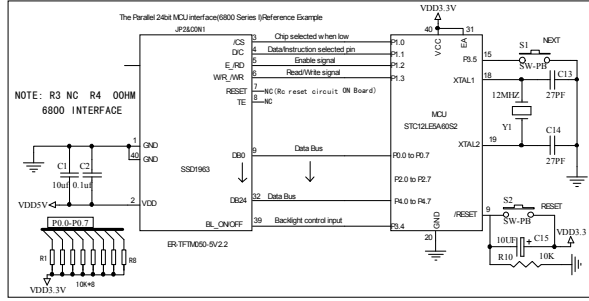 The Parallel 24bit MCU interface(6800 Series I)Reference Example
JP2&CON1
VDD3.3V
NOTE: R3 NC R4 0OHM
6800 INTERFACE
/CS 3 Chip selected when low P1.0
D/C 4 Data/Instruction selected pin P1.1
E_/RD 5 Enable signal P1.2
W/R_/WR 6 Read/Write signal P1.3
RESET 7 NC(Rc reset circuit ON Board)
TE 8 NC
1 GND
40 GND
C1 C2
10uf 0.1uf
VDD5V 2 VDD
SSD1963
DB0 9 Data Bus P0.0 to P0.7
P2.0 to P2.7
DB24 32 Data Bus P4.0 to P4.7
BL_ON/OFF 39 Backlight control input P3.4
ER-TFTM050-5V2.2
P0.0-P0.7
R1 R8
10K*8
VDD3.3V
40 31
VCC EA
MCU
STC12LE5A60S2
P3.5 15 S1 NEXT
SW-PB
XTAL1 18 C13
27PF
12MHZ
Y1
XTAL2 19 C14
27PF
/RESET 9 S2 RESET
SW-PB
10UF + C15 VDD3.3
R10 10K
GND
20